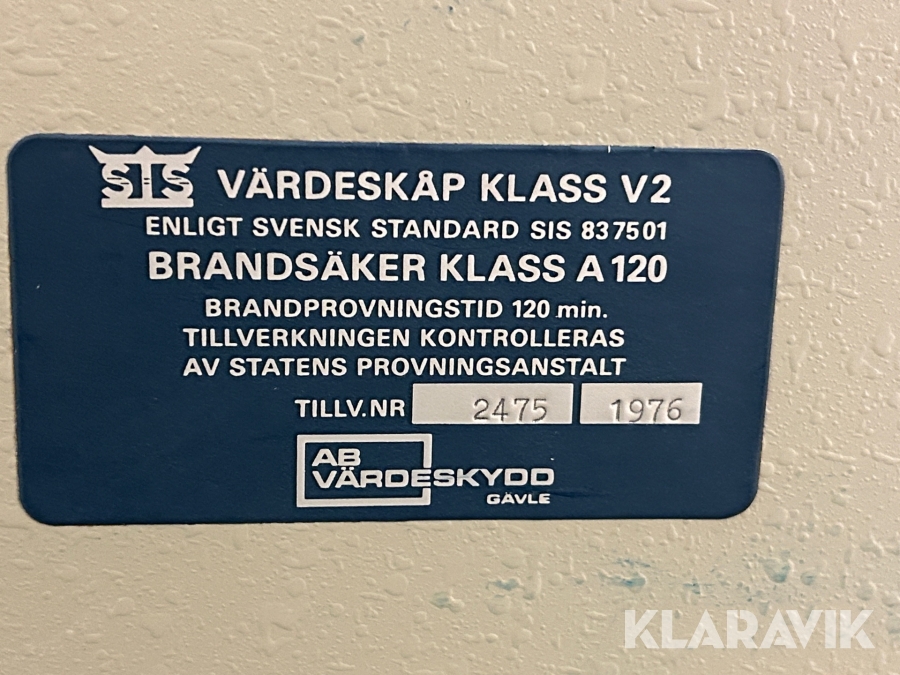 STS VÄRDESKÅP KLASS V2
ENLIGT SVENSK STANDARD SIS 837501
BRANDSÄKER KLASS A 120
BRANDPROVNINGSTID 120 min.
TILLVERKNINGEN KONTROLLERAS
AV STATENS PROVNINGSANSTALT
TILLV.NR 2475 1976
AB
VÄRDESKYDD
GÄVLE
KLARAVIK